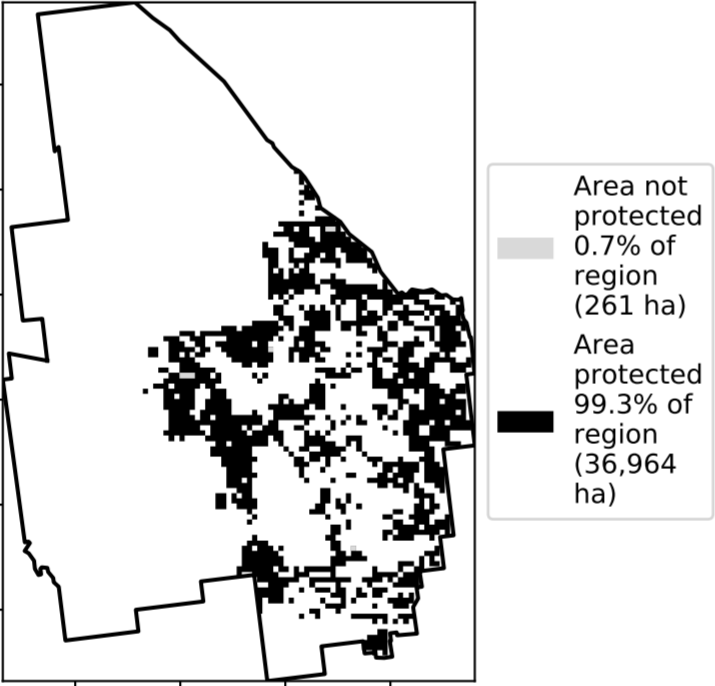 Area not
protected
0.7% of
region
(261 ha)
Area
protected
99.3% of
region
(36,964
ha)